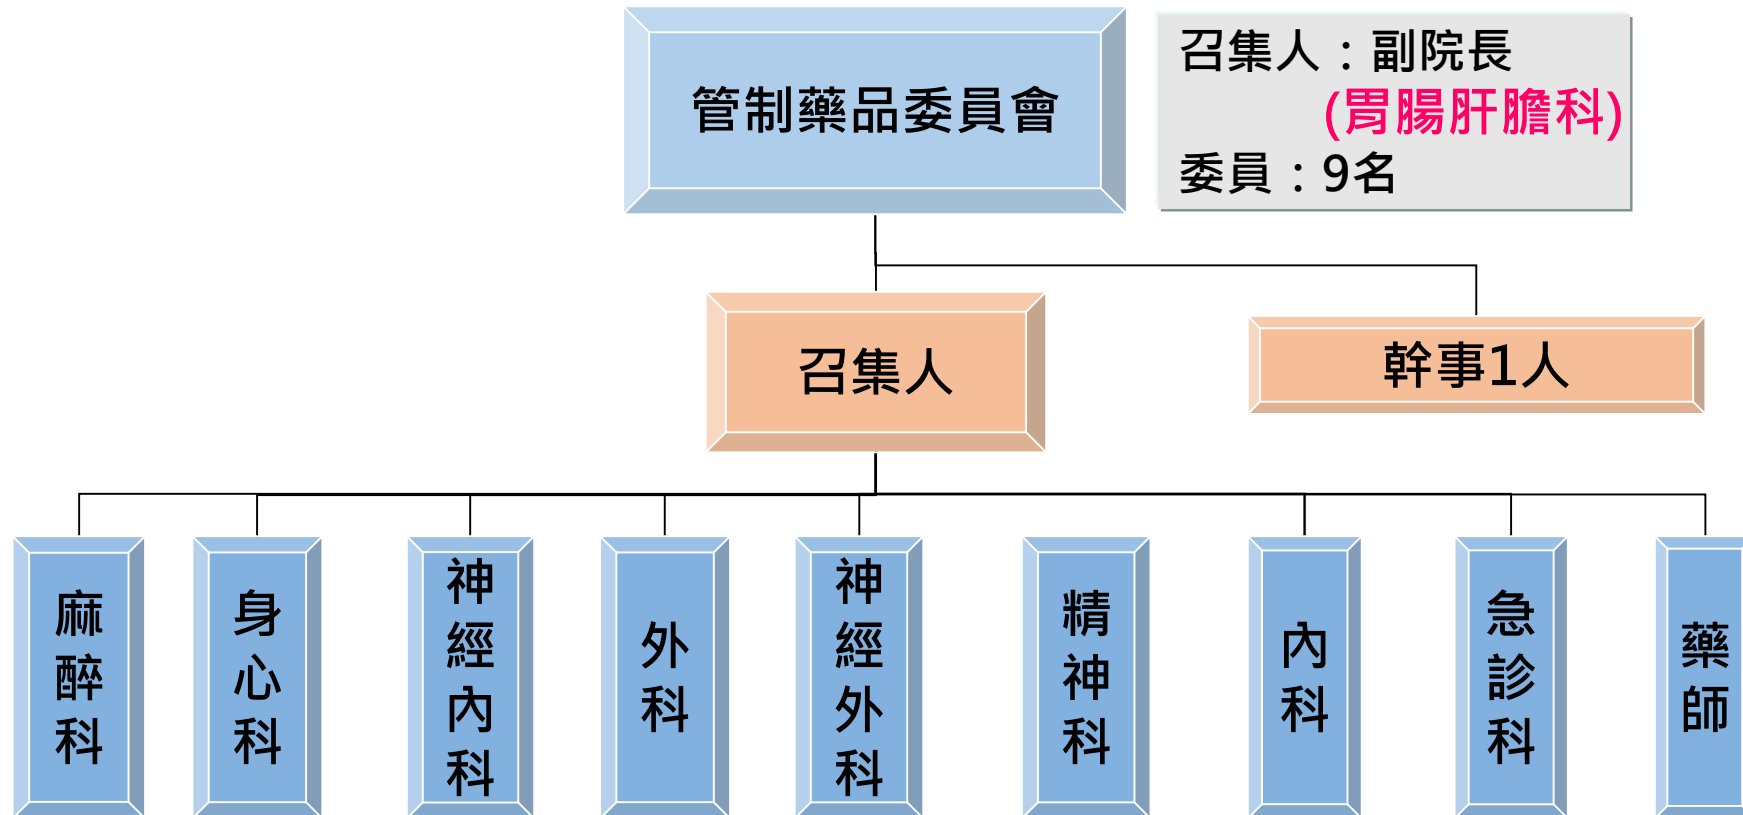 管制藥品委員會
召集人：副院長
(胃腸肝膽科)
委員：9名
召集人
幹事1人
麻醉科
身心科
神經內科
外科
神經外科
精神科
內科
急診科
藥師